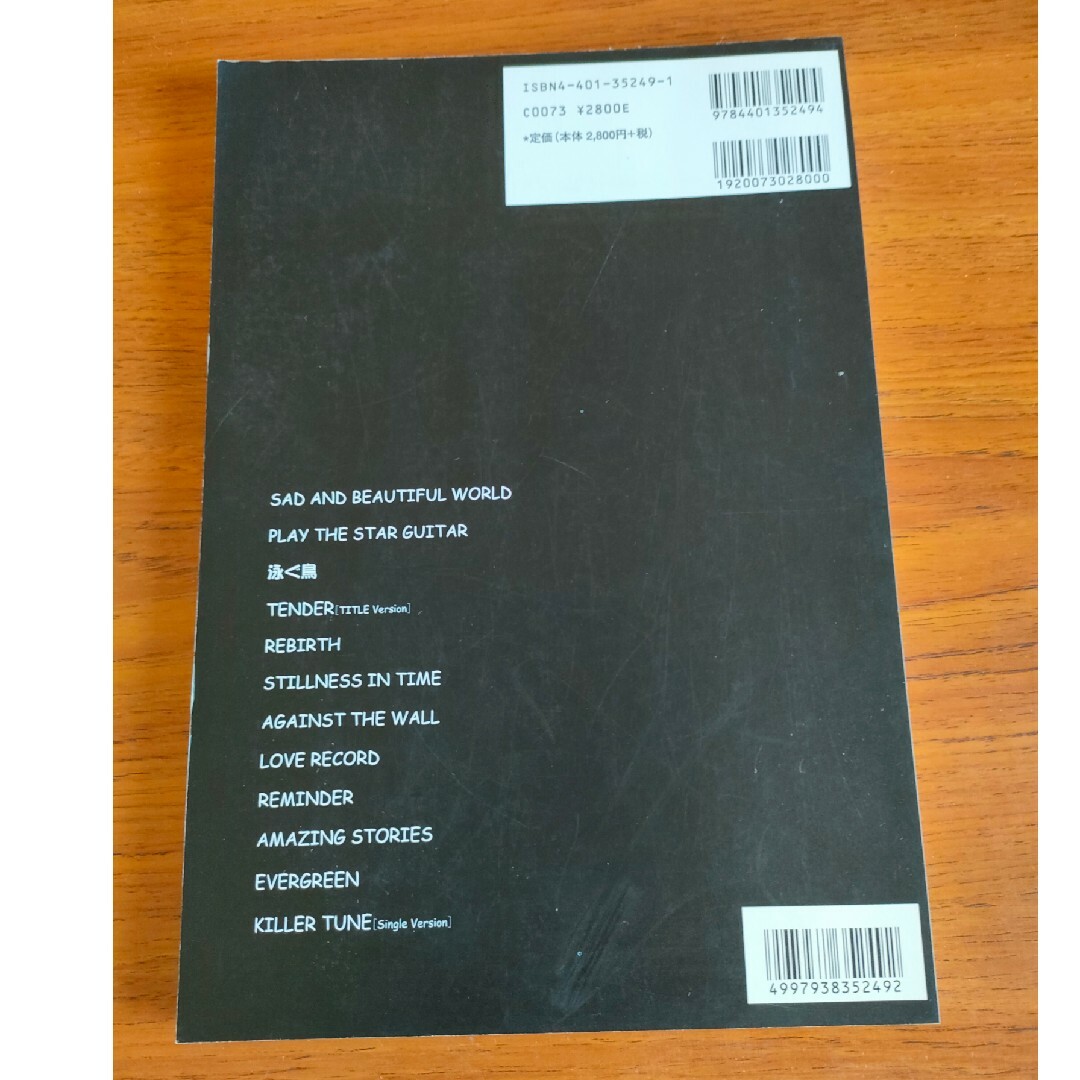 ISBN4-401-35249-1
C0073 ¥2800E
*定価(本体 2,800円+税)
9784401352494
1920073028000
SAD AND BEAUTIFUL WORLD
PLAY THE STAR GUITAR
泳ぐ鳥
TENDER[TITLE Version]
REBIRTH
STILLNESS IN TIME
AGAINST THE WALL
LOVE RECORD
REMINDER
AMAZING STORIES
EVERGREEN
KILLER TUNE[Single Version]
4997938352492